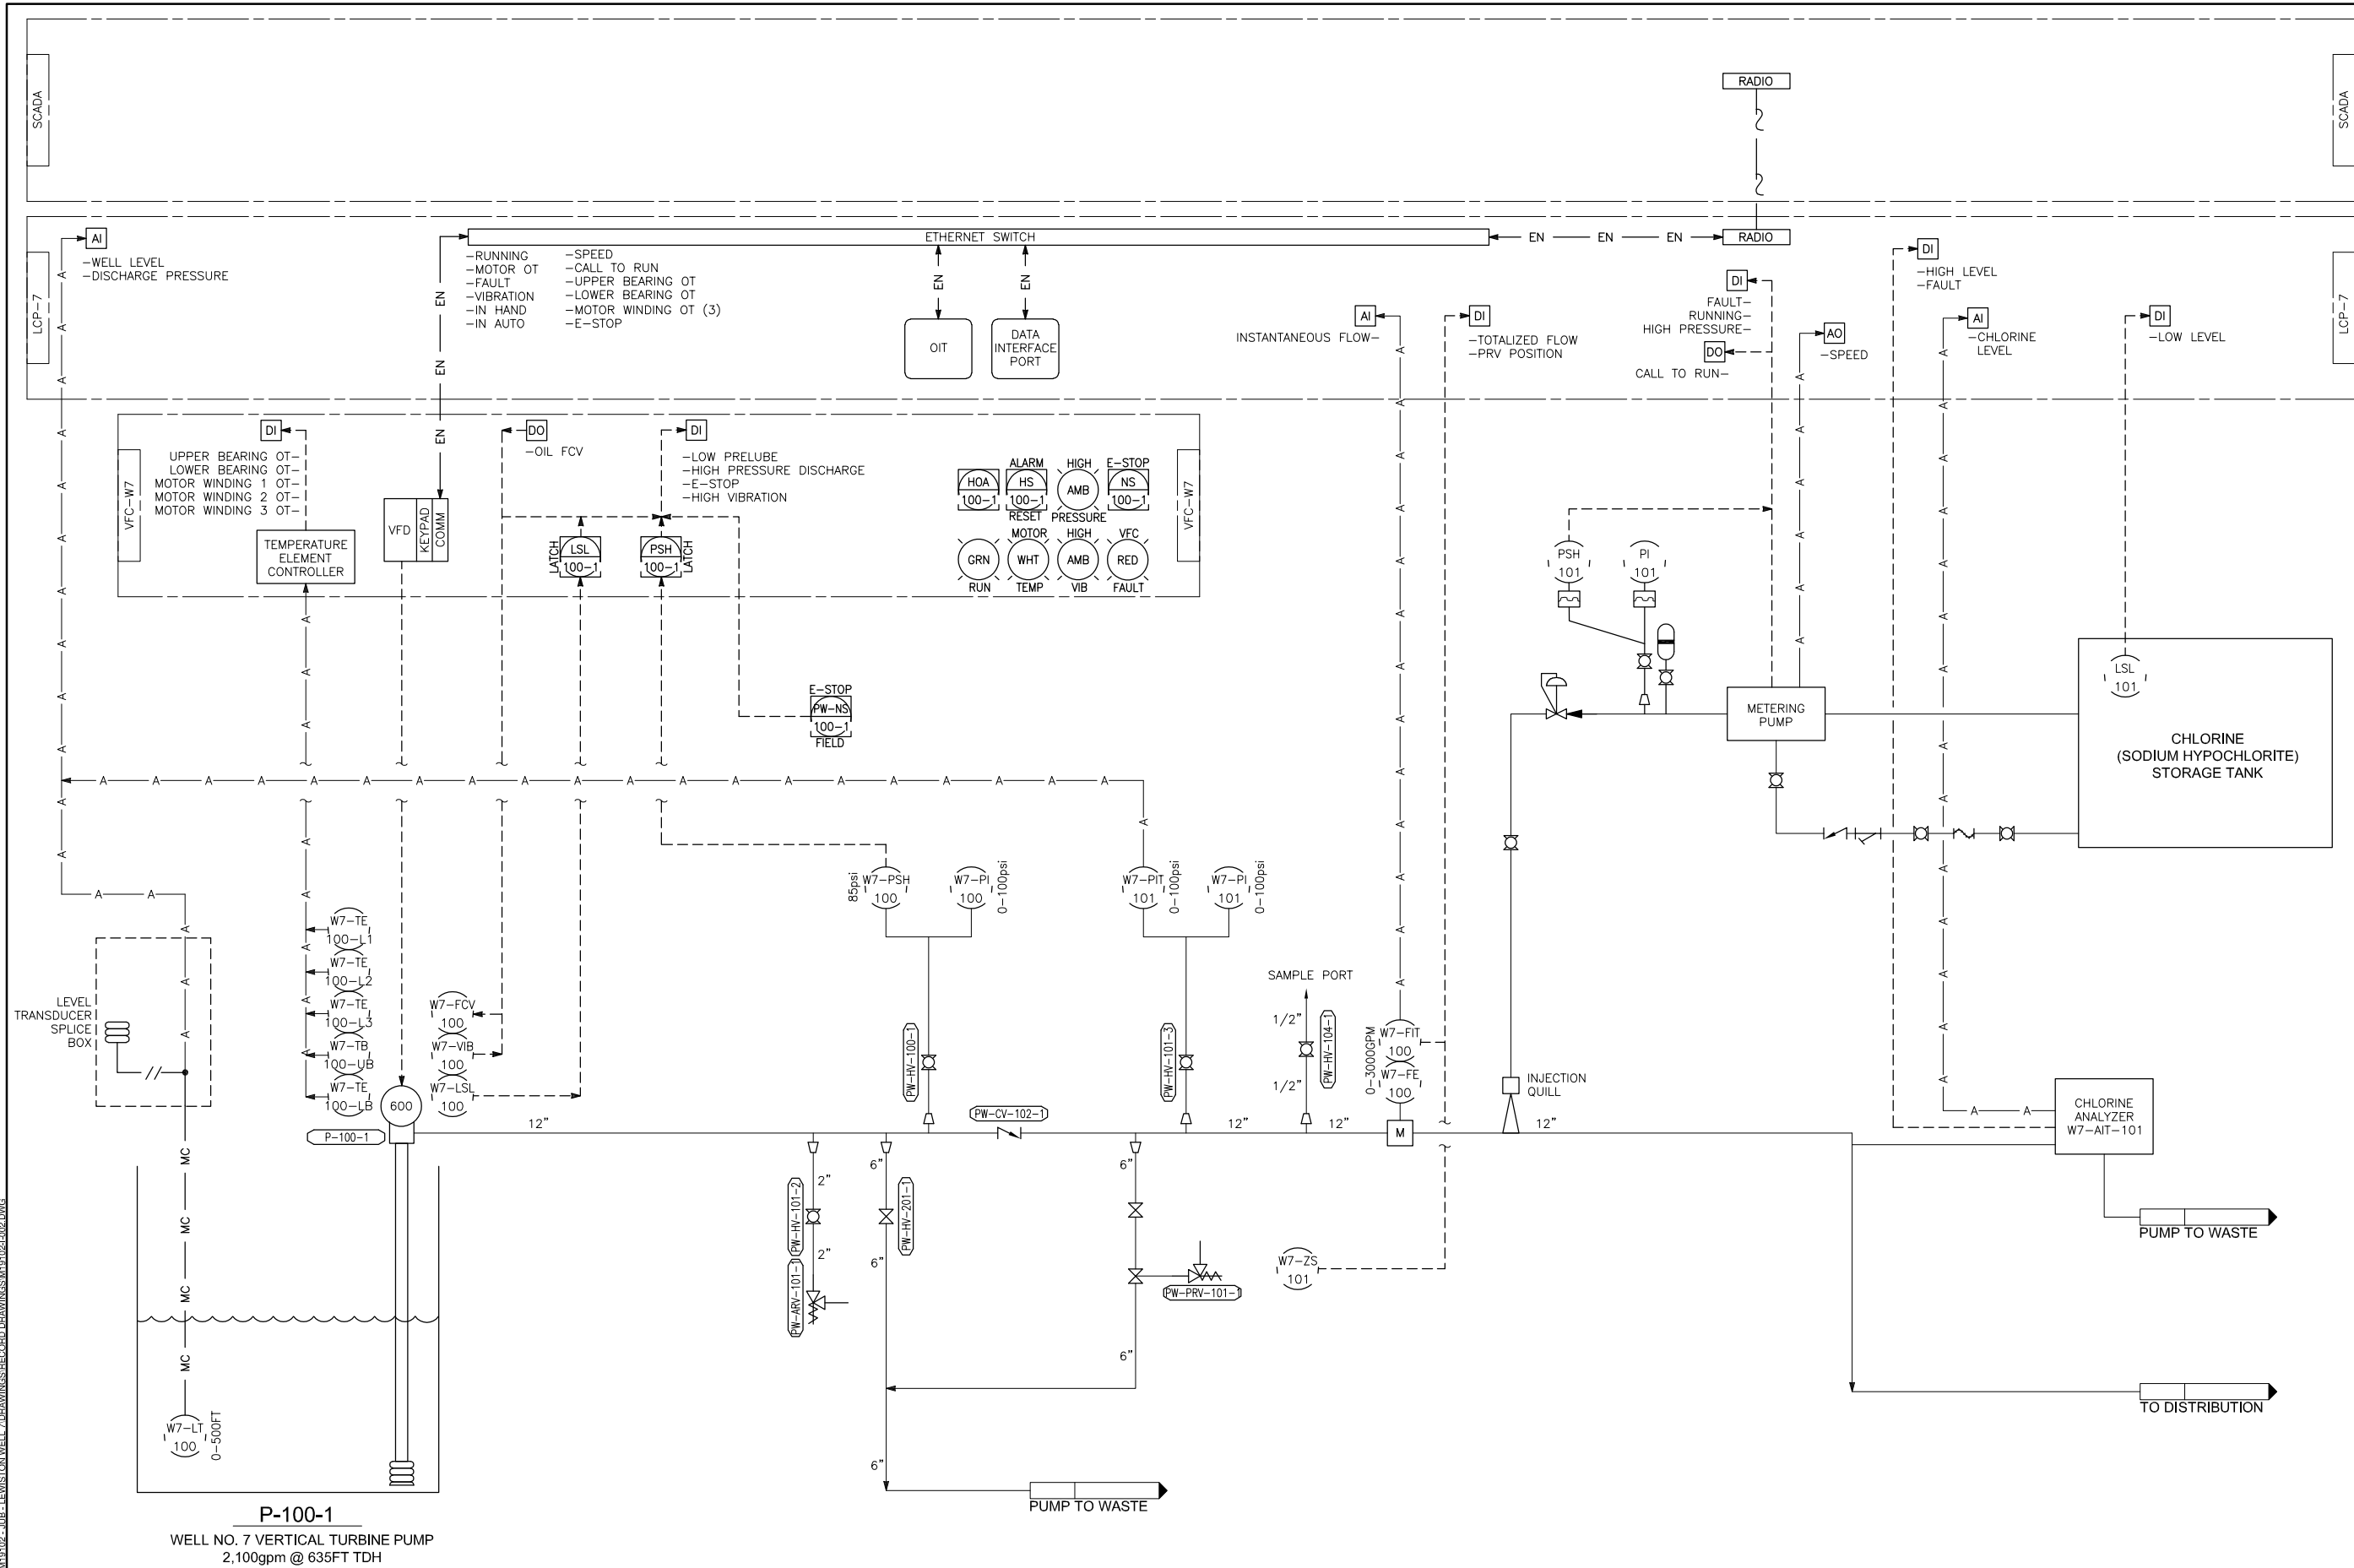 SCADA
RADIO
SCADA
LCP-7
AI
-WELL LEVEL
-DISCHARGE PRESSURE
ETHERNET SWITCH
EN
EN
EN
RADIO
-RUNNING
-MOTOR OT
-FAULT
-VIBRATION
-IN HAND
-IN AUTO
-SPEED
-CALL TO RUN
-UPPER BEARING OT
-LOWER BEARING OT
-MOTOR WINDING OT (3)
-E-STOP
EN
EN
EN
EN
EN
OIT
DATA
INTERFACE
PORT
AI
INSTANTANEOUS FLOW-
DI
-TOTALIZED FLOW
-PRV POSITION
DI
FAULT-
RUNNING-
HIGH PRESSURE-
DO
CALL TO RUN-
AO
-SPEED
DI
-HIGH LEVEL
-FAULT
AI
-CHLORINE
LEVEL
DI
-LOW LEVEL
LCP-7
VFC-W7
DI
UPPER BEARING OT-
LOWER BEARING OT-
MOTOR WINDING 1 OT-
MOTOR WINDING 2 OT-
MOTOR WINDING 3 OT-
TEMPERATURE
ELEMENT
CONTROLLER
VFD
KEYPAD
COMM
DO
-OIL FCV
DI
-LOW PRELUBE
-HIGH PRESSURE DISCHARGE
-E-STOP
-HIGH VIBRATION
LATCH
LSL
100-1
PSH
100-1
LATCH
HOA
100-1
ALARM
HS
100-1
RESET
HIGH
AMB
PRESSURE
E-STOP
NS
100-1
GRN
RUN
MOTOR
WHT
TEMP
HIGH
AMB
VIB
VFC
RED
FAULT
VFC-W7
PSH
101
PI
101
E-STOP
PW-NS
100-1
FIELD
METERING
PUMP
LSL
101
CHLORINE
(SODIUM HYPOCHLORITE)
STORAGE TANK
A A A A A A A A A A A A A A A A A A A A
85psi
W7-PSH
100
W7-PI
100
0-100psi
W7-PIT
101
0-100psi
W7-PI
101
0-100psi
A A
LEVEL
TRANSDUCER
SPLICE
BOX
W7-TE
100-L1
W7-TE
100-L2
W7-TE
100-L3
W7-TB
100-UB
W7-TE
100-LB
W7-FCV
100
W7-VIB
100
W7-LSL
100
600
P-100-1
12"
PW-HV-100-1
PW-CV-102-1
PW-HV-101-3
12"
SAMPLE PORT
1/2"
1/2"
PW-HV-104-1
12"
0-3000GPM
W7-FIT
100
W7-FE
100
M
INJECTION
QUILL
12"
A A
CHLORINE
ANALYZER
W7-AIT-101
PUMP TO WASTE
MC
MC
MC
MC
PW-HV-101-2
2"
2"
PW-ARV-101-1
6"
PW-HV-201-1
6"
6"
PW-PRV-101-1
6"
W7-ZS
101
TO DISTRIBUTION
W7-LT
100
0-500FT
6"
PUMP TO WASTE
P-100-1
WELL NO. 7 VERTICAL TURBINE PUMP
2,100gpm @ 635FT TDH
M19102 - JUB - LEWISTON WELL 7\DRAWINGS\RECORD DRAWINGS\M19102-I-002.DWG